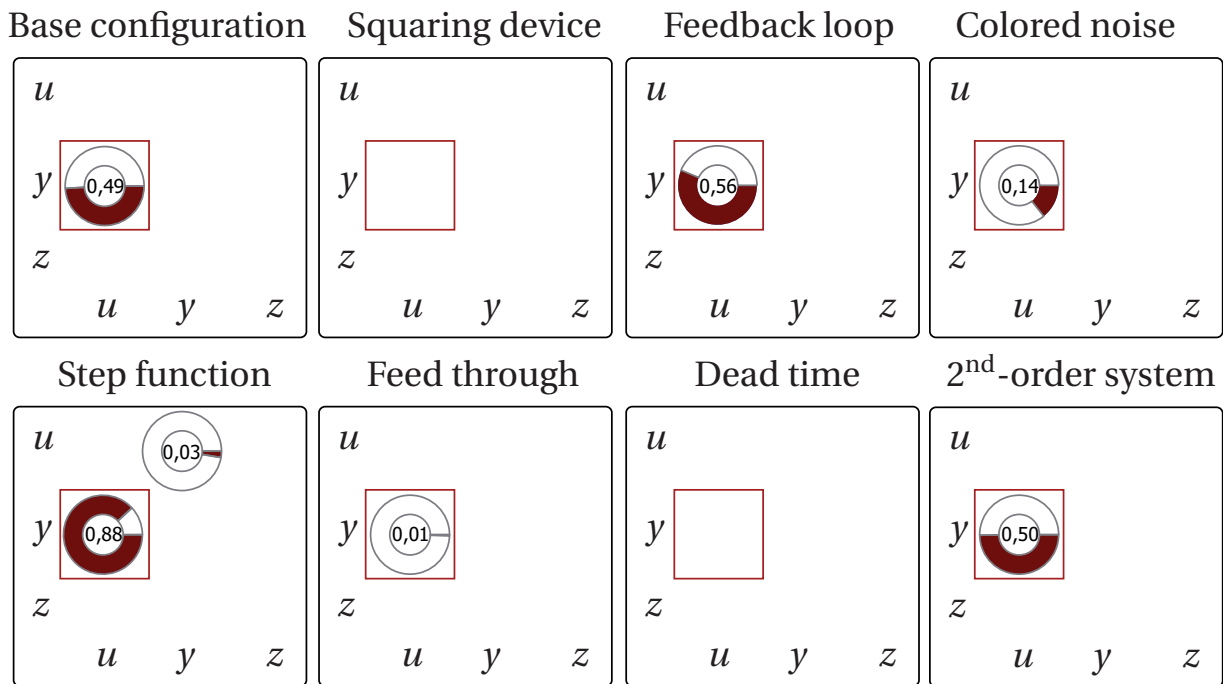 Base configuration Squaring device Feedback loop Colored noise
u u u u
y 0,49 y y 0,56 y 0,14
z z z z
u y z u y z u y z u y z
Step function Feed through Dead time 2nd-order system
u 0,03 u u u
y 0,88 y 0,01 y y 0,50
z z z z
u y z u y z u y z u y z